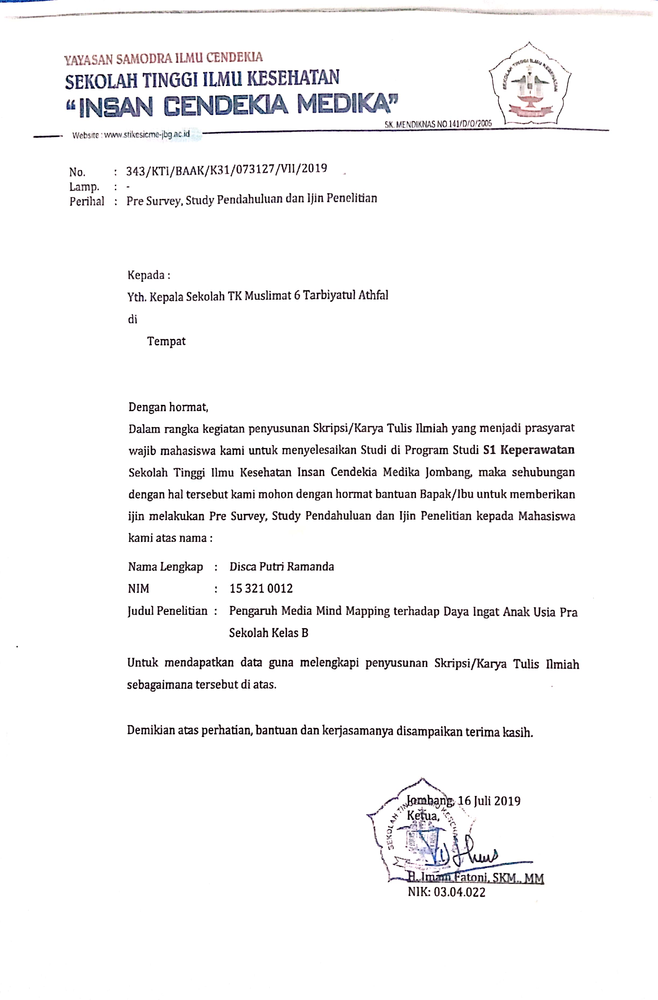 YAYASAN SAMODRA ILMU CENDEKIA
SEKOLAH TINGGI ILMU KESEHATAN
“INSAN CENDEKIA MEDIKA”
SEKOLAH TINGGI ILMU KESEHATAN
SK. MENDIKNAS NO.141/D/O/2005
Website : www.stikesicme-jbg.ac.id
No. : 343/KTI/BAAK/K31/073127/VII/2019
Lamp. : -
Perihal : Pre Survey, Study Pendahuluan dan Ijin Penelitian
Kepada :
Yth. Kepala Sekolah TK Muslimat 6 Tarbiyatul Athfal
di
Tempat
Dengan hormat,
Dalam rangka kegiatan penyusunan Skripsi/Karya Tulis Ilmiah yang menjadi prasyarat
wajib mahasiswa kami untuk menyelesaikan Studi di Program Studi S1 Keperawatan
Sekolah Tinggi Ilmu Kesehatan Insan Cendekia Medika Jombang, maka sehubungan
dengan hal tersebut kami mohon dengan hormat bantuan Bapak/Ibu untuk memberikan
ijin melakukan Pre Survey, Study Pendahuluan dan Ijin Penelitian kepada Mahasiswa
kami atas nama :
Nama Lengkap : Disca Putri Ramanda
NIM : 15 321 0012
Judul Penelitian : Pengaruh Media Mind Mapping terhadap Daya Ingat Anak Usia Pra
Sekolah Kelas B
Untuk mendapatkan data guna melengkapi penyusunan Skripsi/Karya Tulis Ilmiah
sebagaimana tersebut di atas.
Demikian atas perhatian, bantuan dan kerjasamanya disampaikan terima kasih.
Jombang, 16 Juli 2019
Ketua,
H. Imam Fatoni, SKM., MM
NIK: 03.04.022